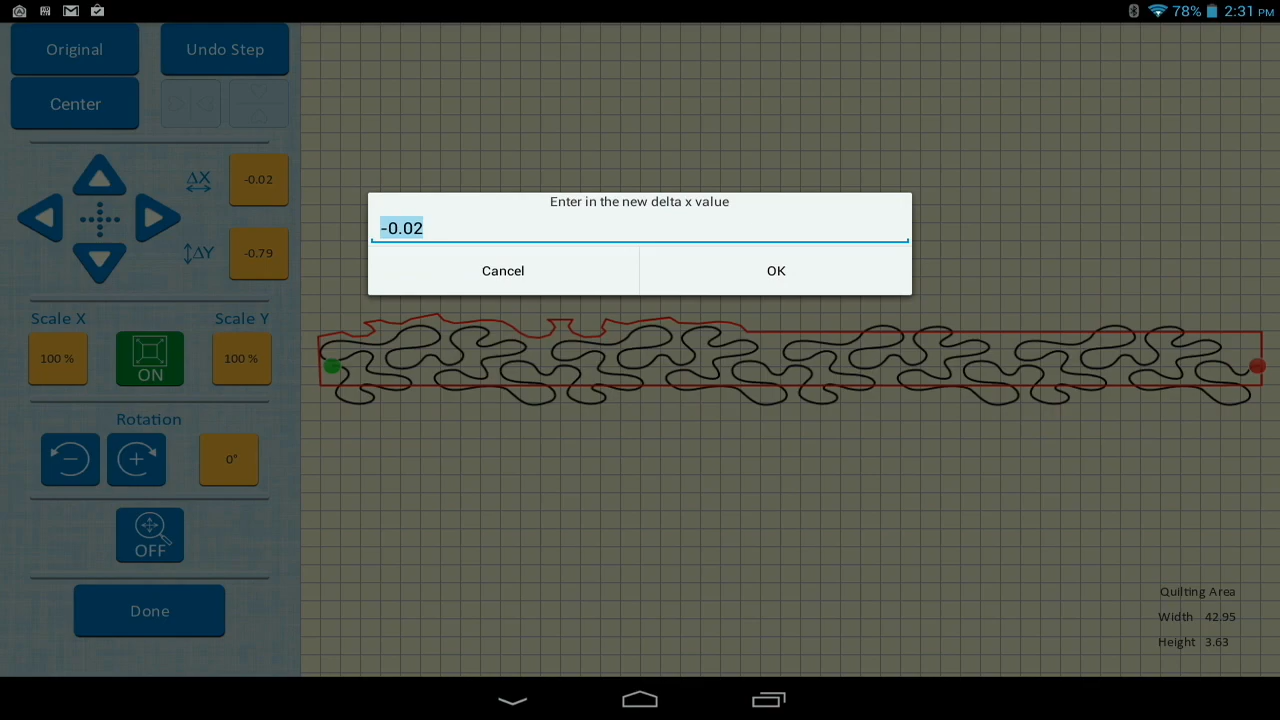 78% 2:31 PM
Original Undo Step
Center
ΔX -0.02
ΔY -0.79
Enter in the new delta x value
-0.02
Cancel OK
Scale X Scale Y
100 % ON 100 %
Rotation
0°
OFF
Done
Quilting Area
Width 42.95
Height 3.63